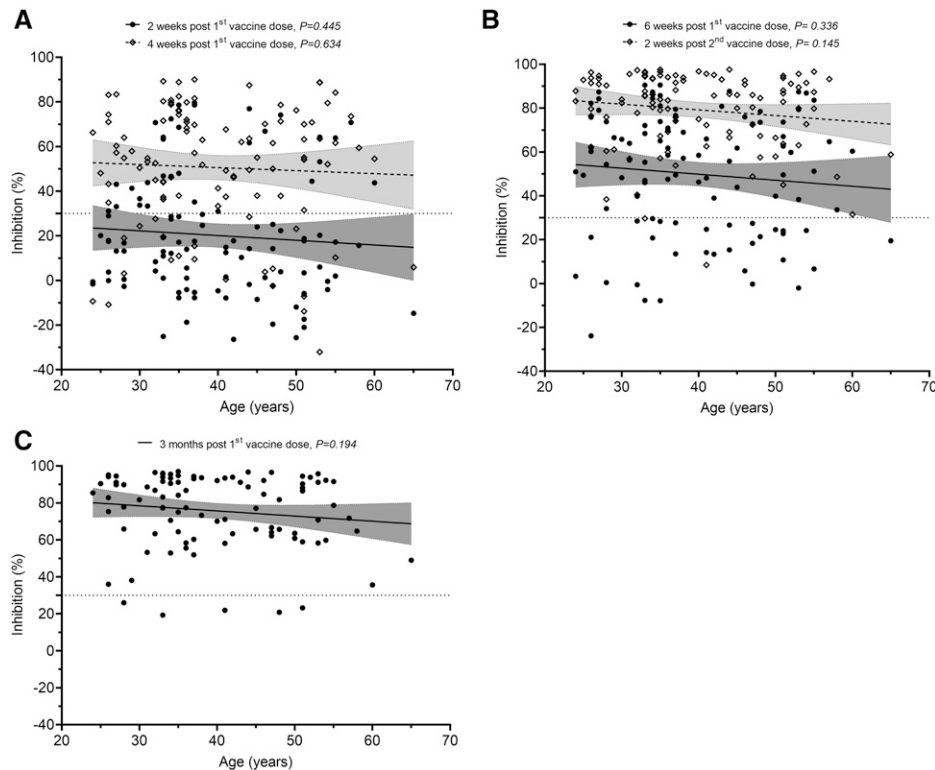 A
2 weeks post 1st vaccine dose, P=0.445
4 weeks post 1st vaccine dose, P=0.634
Inhibition (%)
100
80
60
40
20
0
-20
-40
20 30 40 50 60 70
Age (years)
B
6 weeks post 1st vaccine dose, P= 0.336
2 weeks post 2nd vaccine dose, P= 0.145
Inhibition (%)
100
80
60
40
20
0
-20
-40
20 30 40 50 60 70
Age (years)
C
3 months post 1st vaccine dose, P=0.194
Inhibition (%)
100
80
60
40
20
0
-20
-40
20 30 40 50 60 70
Age (years)